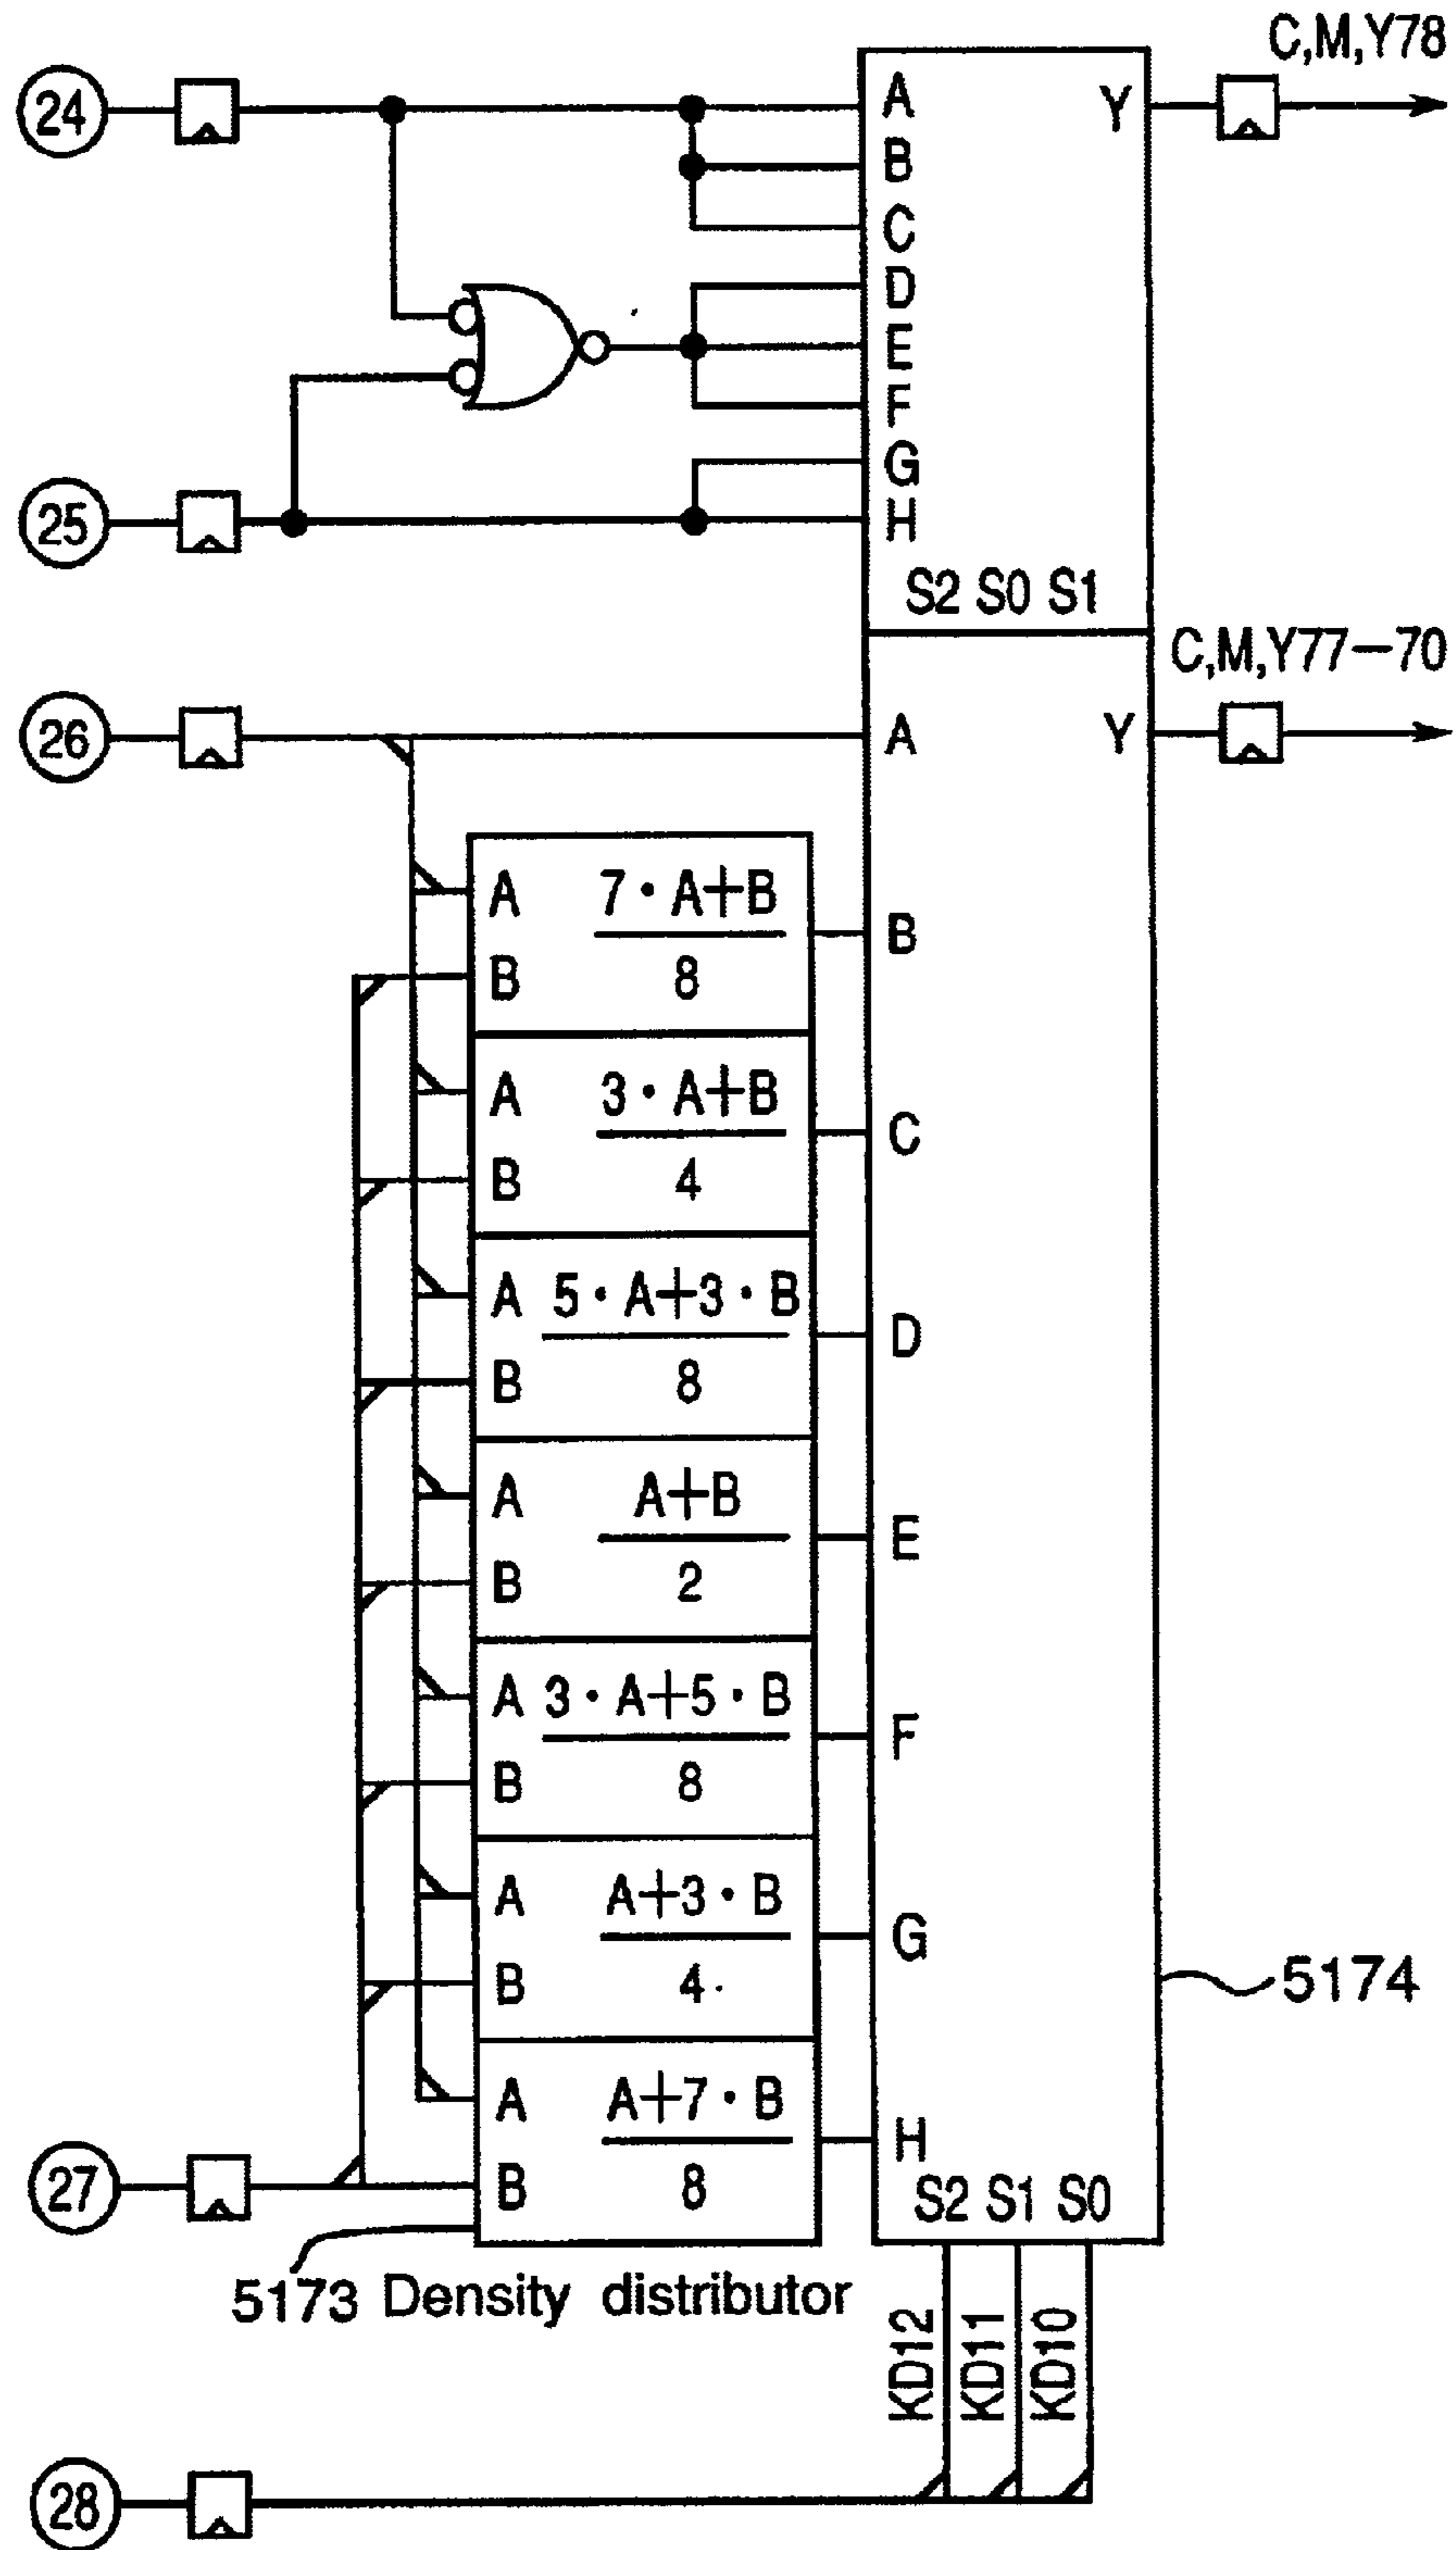 C,M,Y78
24
A
Y
B
C
D
E
F
G
25
H
S2 S0 S1
C,M,Y77−70
26
A
Y
A 7・A+B
B
B 8
A 3・A+B
C
B 4
A 5・A+3・B
D
B 8
A A+B
E
B 2
A 3・A+5・B
F
B 8
A A+3・B
G
B 4
5174
A A+7・B
H
27
B 8
S2 S1 S0
5173 Density distributor
KD12
KD11
KD10
28